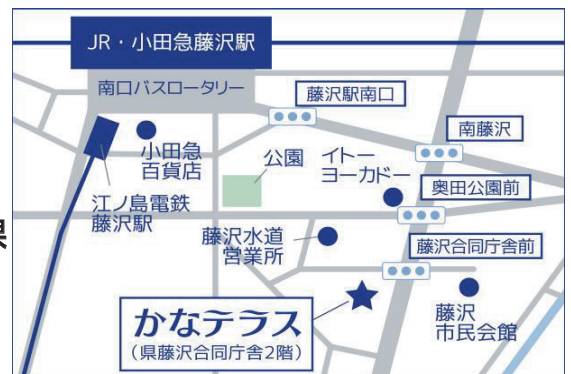 JR・小田急藤沢駅
南口バスロータリー
藤沢駅南口
南藤沢
小田急
百貨店
公園
イトー
ヨーカドー
奥田公園前
江ノ島電鉄
藤沢駅
県
藤沢水道
営業所
藤沢合同庁舎前
かなテラス
(県藤沢合同庁舎2階)
藤沢
市民会館